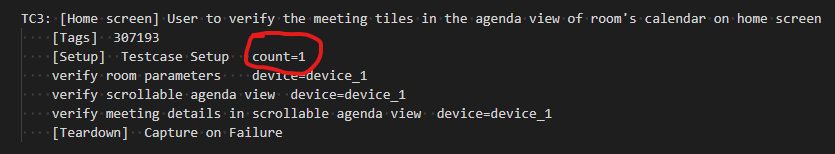 TC3: [Home screen] User to verify the meeting tiles in the agenda view of room's calendar on home screen
[Tags] 307193
[Setup] Testcase Setup count=1
verify room parameters device=device_1
verify scrollable agenda view device=device_1
verify meeting details in scrollable agenda view device=device_1
[Teardown] Capture on Failure